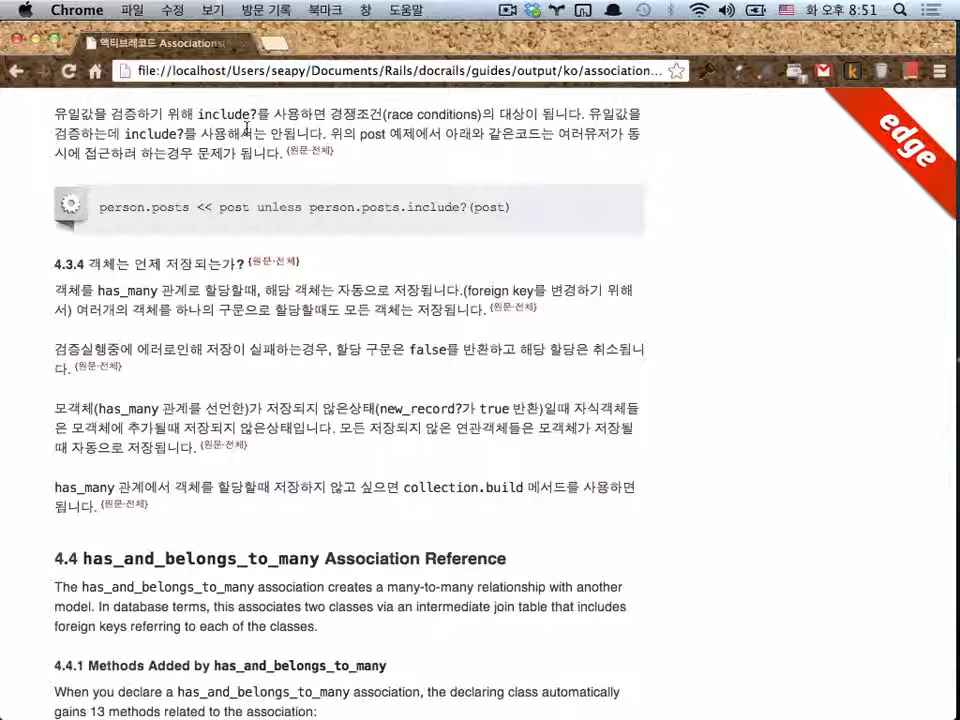 Chrome 파일 수정 보기 방문 기록 북마크 창 도움말 화 오후 8:51
액티브레코드 Associations(
file://localhost/Users/seapy/Documents/Rails/docrails/guides/output/ko/association...
edge
유일값을 검증하기 위해 include?를 사용하면 경쟁조건(race conditions)의 대상이 됩니다. 유일값을
검증하는데 include?를 사용해서는 안됩니다. 위의 post 예제에서 아래와 같은코드는 여러유저가 동
시에 접근하려 하는경우 문제가 됩니다. {원문·전체}
person.posts << post unless person.posts.include?(post)
4.3.4 객체는 언제 저장되는가? {원문·전체}
객체를 has_many 관계로 할당할때, 해당 객체는 자동으로 저장됩니다.(foreign key를 변경하기 위해
서) 여러개의 객체를 하나의 구문으로 할당할때도 모든 객체는 저장됩니다. {원문·전체}
검증실행중에 에러로인해 저장이 실패하는경우, 할당 구문은 false를 반환하고 해당 할당은 취소됩니
다. {원문·전체}
모객체(has_many 관계를 선언한)가 저장되지 않은상태(new_record?가 true 반환)일때 자식객체들
은 모객체에 추가될때 저장되지 않은상태입니다. 모든 저장되지 않은 연관객체들은 모객체가 저장될
때 자동으로 저장됩니다. {원문·전체}
has_many 관계에서 객체를 할당할때 저장하지 않고 싶으면 collection.build 메서드를 사용하면
됩니다. {원문·전체}
4.4 has_and_belongs_to_many Association Reference
The has_and_belongs_to_many association creates a many-to-many relationship with another
model. In database terms, this associates two classes via an intermediate join table that includes
foreign keys referring to each of the classes.
4.4.1 Methods Added by has_and_belongs_to_many
When you declare a has_and_belongs_to_many association, the declaring class automatically
gains 13 methods related to the association: